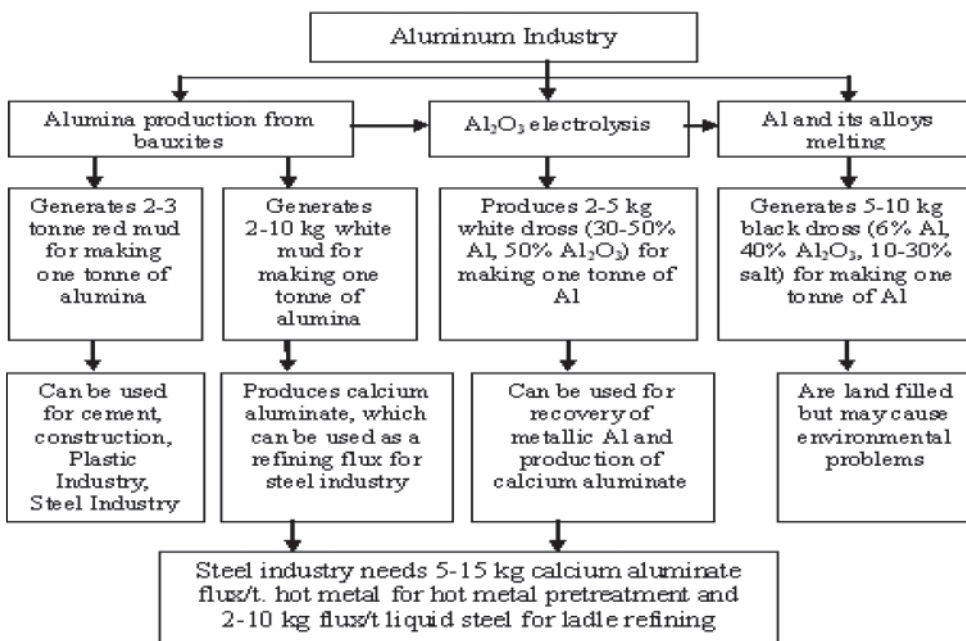 Aluminum Industry
Alumina production from
bauxites
Al₂O₃ electrolysis
Al and its alloys
melting
Generates 2-3
tonne red mud
for making
one tonne of
alumina
Generates
2-10 kg white
mud for
making one
tonne of
alumina
Produces 2-5 kg
white dross (30-50%
Al, 50% Al₂O₃) for
making one tonne of
Al
Generates 5-10 kg
black dross (6% Al,
40% Al₂O₃, 10-30%
salt) for making one
tonne of Al
Can be used
for cement,
construction,
Plastic
Industry,
Steel Industry
Produces calcium
aluminate, which
can be used as a
refining flux for
steel industry
Can be used for
recovery of
metallic Al and
production of
calcium aluminate
Are land filled
but may cause
environmental
problems
Steel industry needs 5-15 kg calcium aluminate
flux/t. hot metal for hot metal pretreatment and
2-10 kg flux/t liquid steel for ladle refining